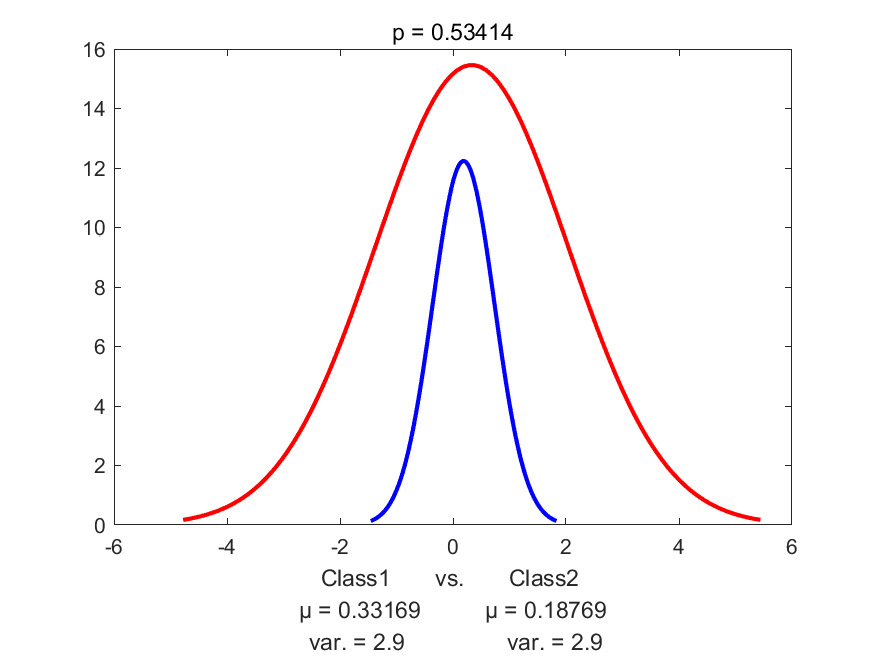 p = 0.53414
16
14
12
10
8
6
4
2
0
-6 -4 -2 0 2 4 6
Class1 vs. Class2
μ = 0.33169 μ = 0.18769
var. = 2.9 var. = 2.9